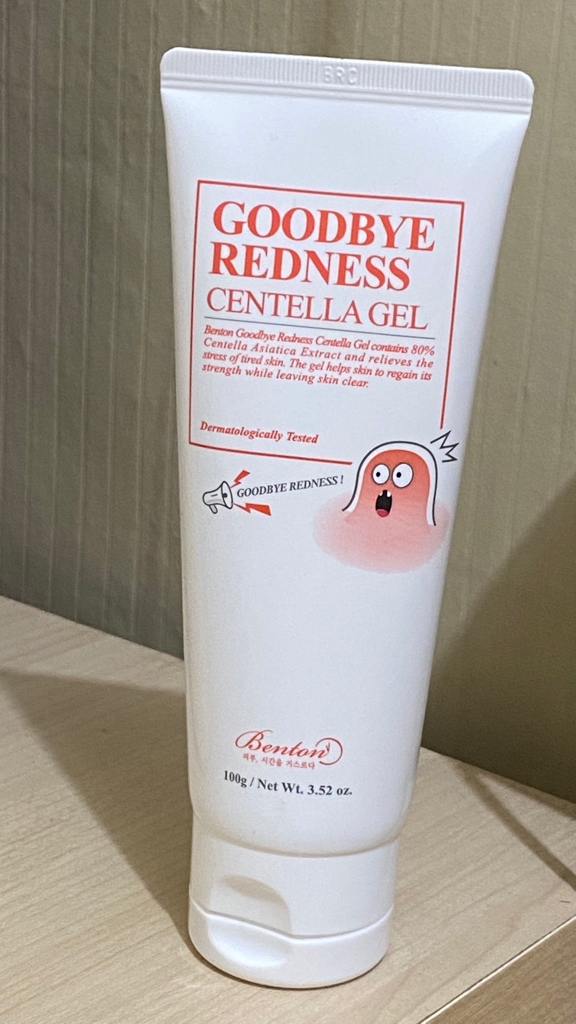 BRC
GOODBYE
REDNESS
CENTELLA GEL
Benton Goodbye Redness Centella Gel contains 80%
Centella Asiatica Extract and relieves the
stress of tired skin. The gel helps skin to regain its
strength while leaving skin clear.
Dermatologically Tested
GOODBYE REDNESS !
Benton
피부, 시간을 거스르다
100g / Net Wt. 3.52 oz.